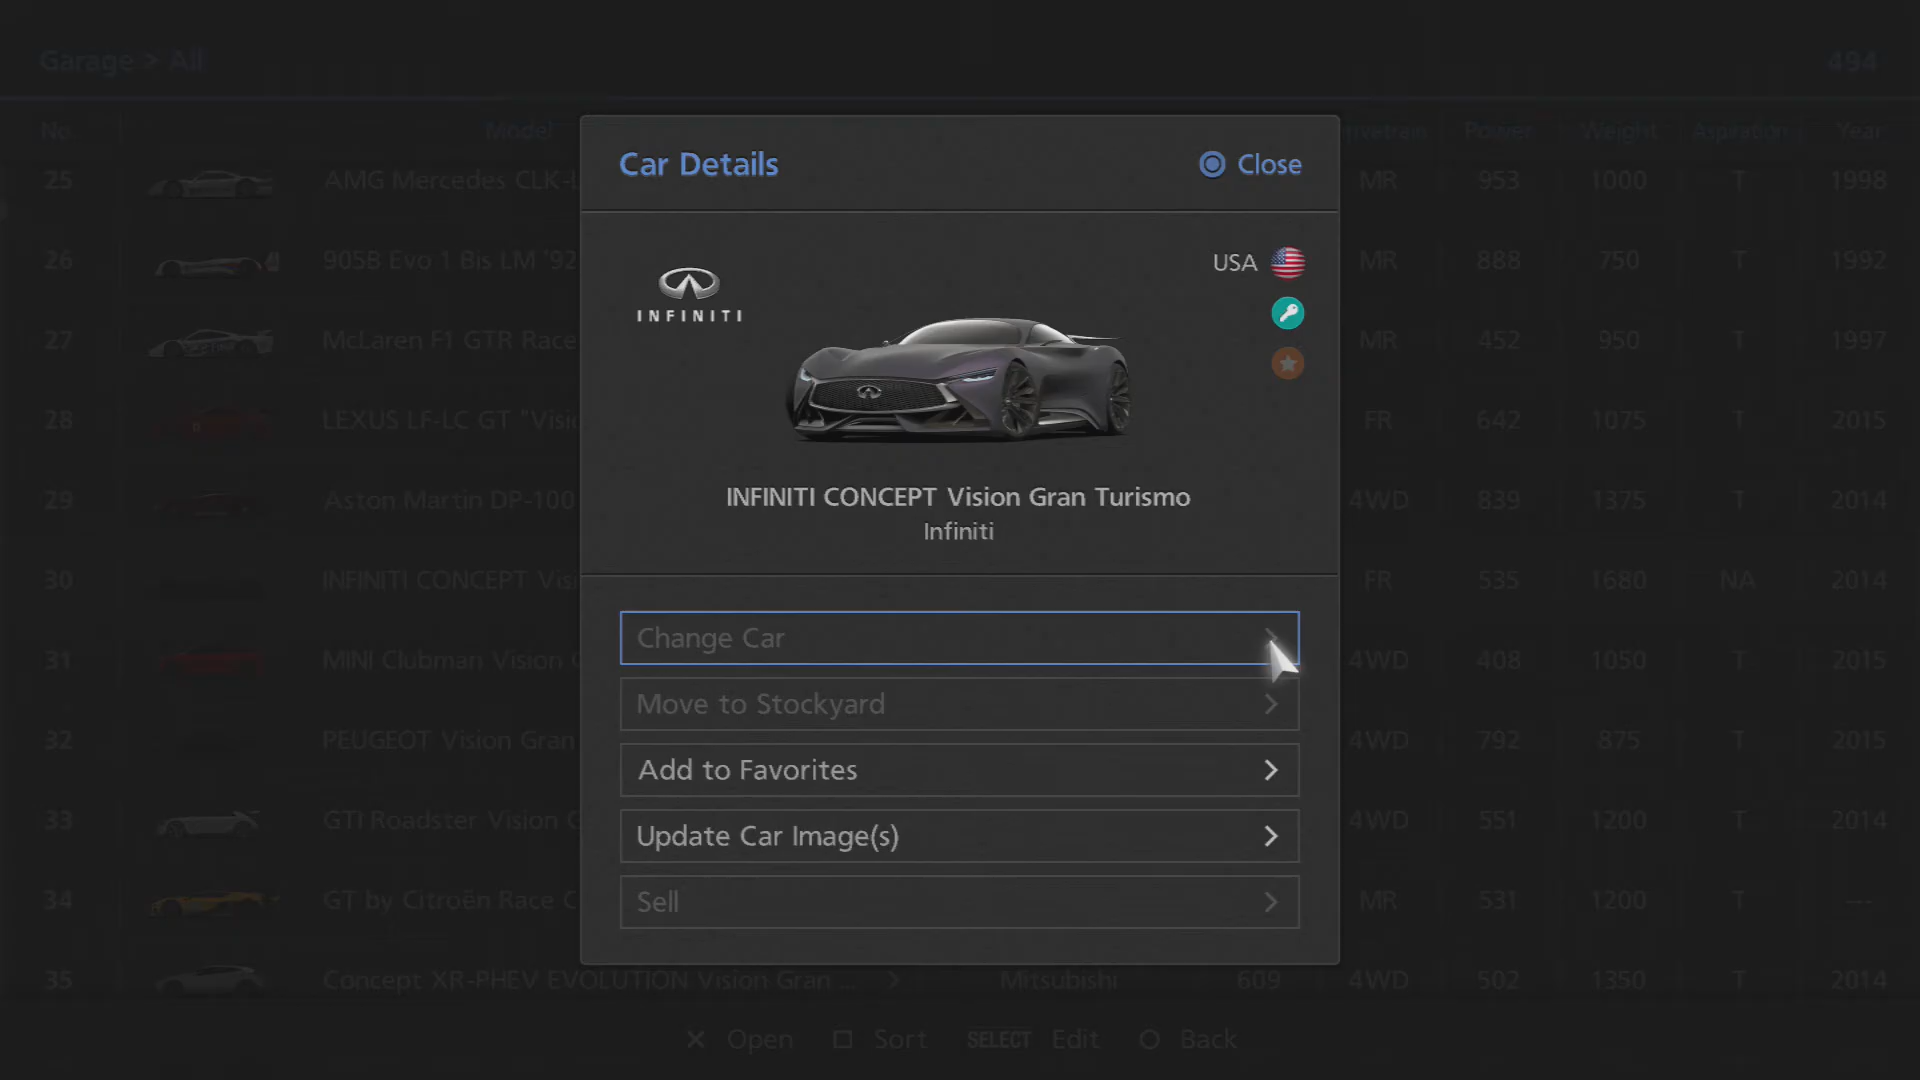 Garage > All
494
No.
Model
Drivetrain
Power
Weight
Aspiration
Year
25 AMG Mercedes CLK-L MR 953 1000 T 1998
26 905B Evo 1 Bis LM '92 MR 888 750 T 1992
27 McLaren F1 GTR Race MR 452 950 T 1997
28 LEXUS LF-LC GT "Visi FR 642 1075 T 2015
29 Aston Martin DP-100 4WD 839 1375 T 2014
30 INFINITI CONCEPT Visi FR 535 1680 NA 2014
31 MINI Clubman Vision G 4WD 408 1050 T 2015
32 PEUGEOT Vision Gran 4WD 792 875 T 2015
33 GTI Roadster Vision G 4WD 551 1200 T 2014
34 GT by Citroën Race C MR 531 1200 T ---
35 Concept XR-PHEV EVOLUTION Vision Gran ... Mitsubishi 609 4WD 502 1350 T 2014
Car Details
Close
INFINITI
USA
INFINITI CONCEPT Vision Gran Turismo
Infiniti
Change Car
Move to Stockyard
Add to Favorites
Update Car Image(s)
Sell
Open Sort SELECT Edit Back